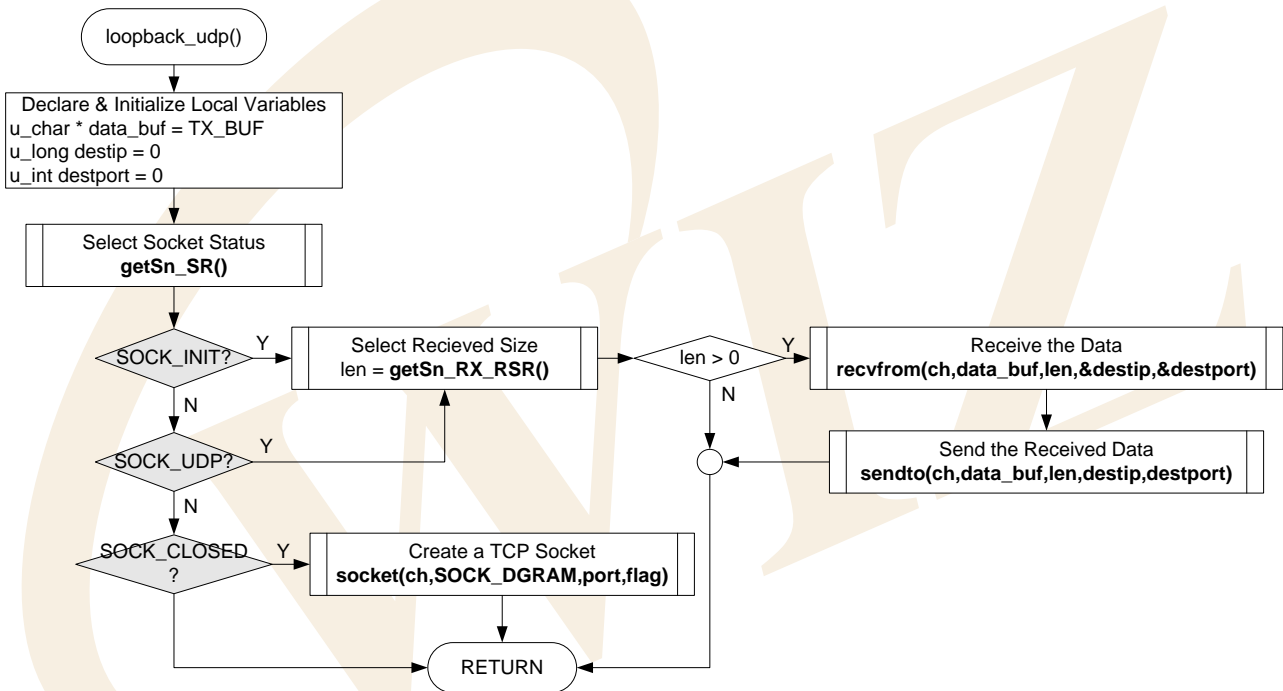 loopback_udp()
Declare & Initialize Local Variables
u_char * data_buf = TX_BUF
u_long destip = 0
u_int destport = 0
Select Socket Status
getSn_SR()
SOCK_INIT?
Y
Select Recieved Size
len = getSn_RX_RSR()
len > 0
Y
Receive the Data
recvfrom(ch,data_buf,len,&destip,&destport)
N
N
SOCK_UDP?
Y
Send the Received Data
sendto(ch,data_buf,len,destip,destport)
N
SOCK_CLOSED
?
Y
Create a TCP Socket
socket(ch,SOCK_DGRAM,port,flag)
RETURN
WIZ